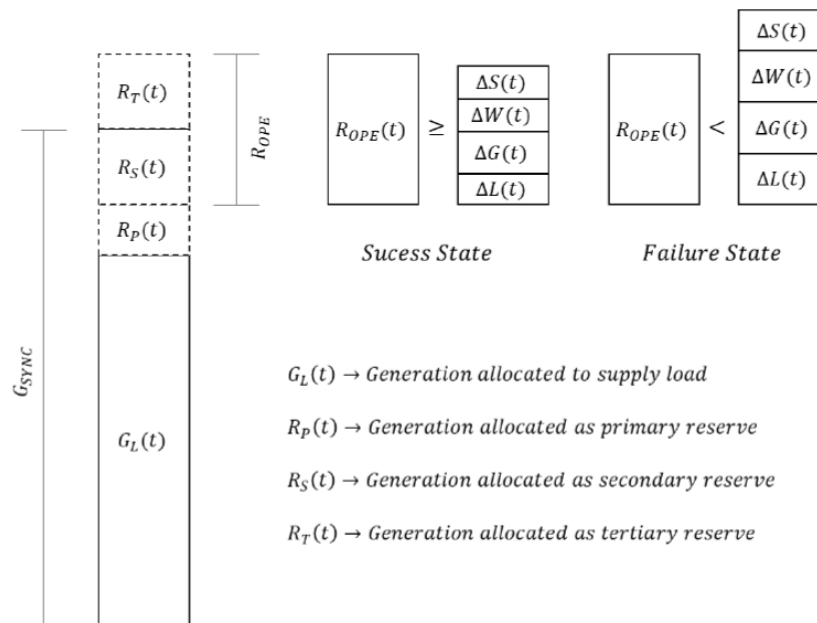 R_T(t)
R_S(t)
R_P(t)
G_L(t)
G_SYNC
R_OPE
R_OPE(t)
≥
ΔS(t)
ΔW(t)
ΔG(t)
ΔL(t)
Sucess State
R_OPE(t)
<
ΔS(t)
ΔW(t)
ΔG(t)
ΔL(t)
Failure State
G_L(t) → Generation allocated to supply load
R_P(t) → Generation allocated as primary reserve
R_S(t) → Generation allocated as secondary reserve
R_T(t) → Generation allocated as tertiary reserve